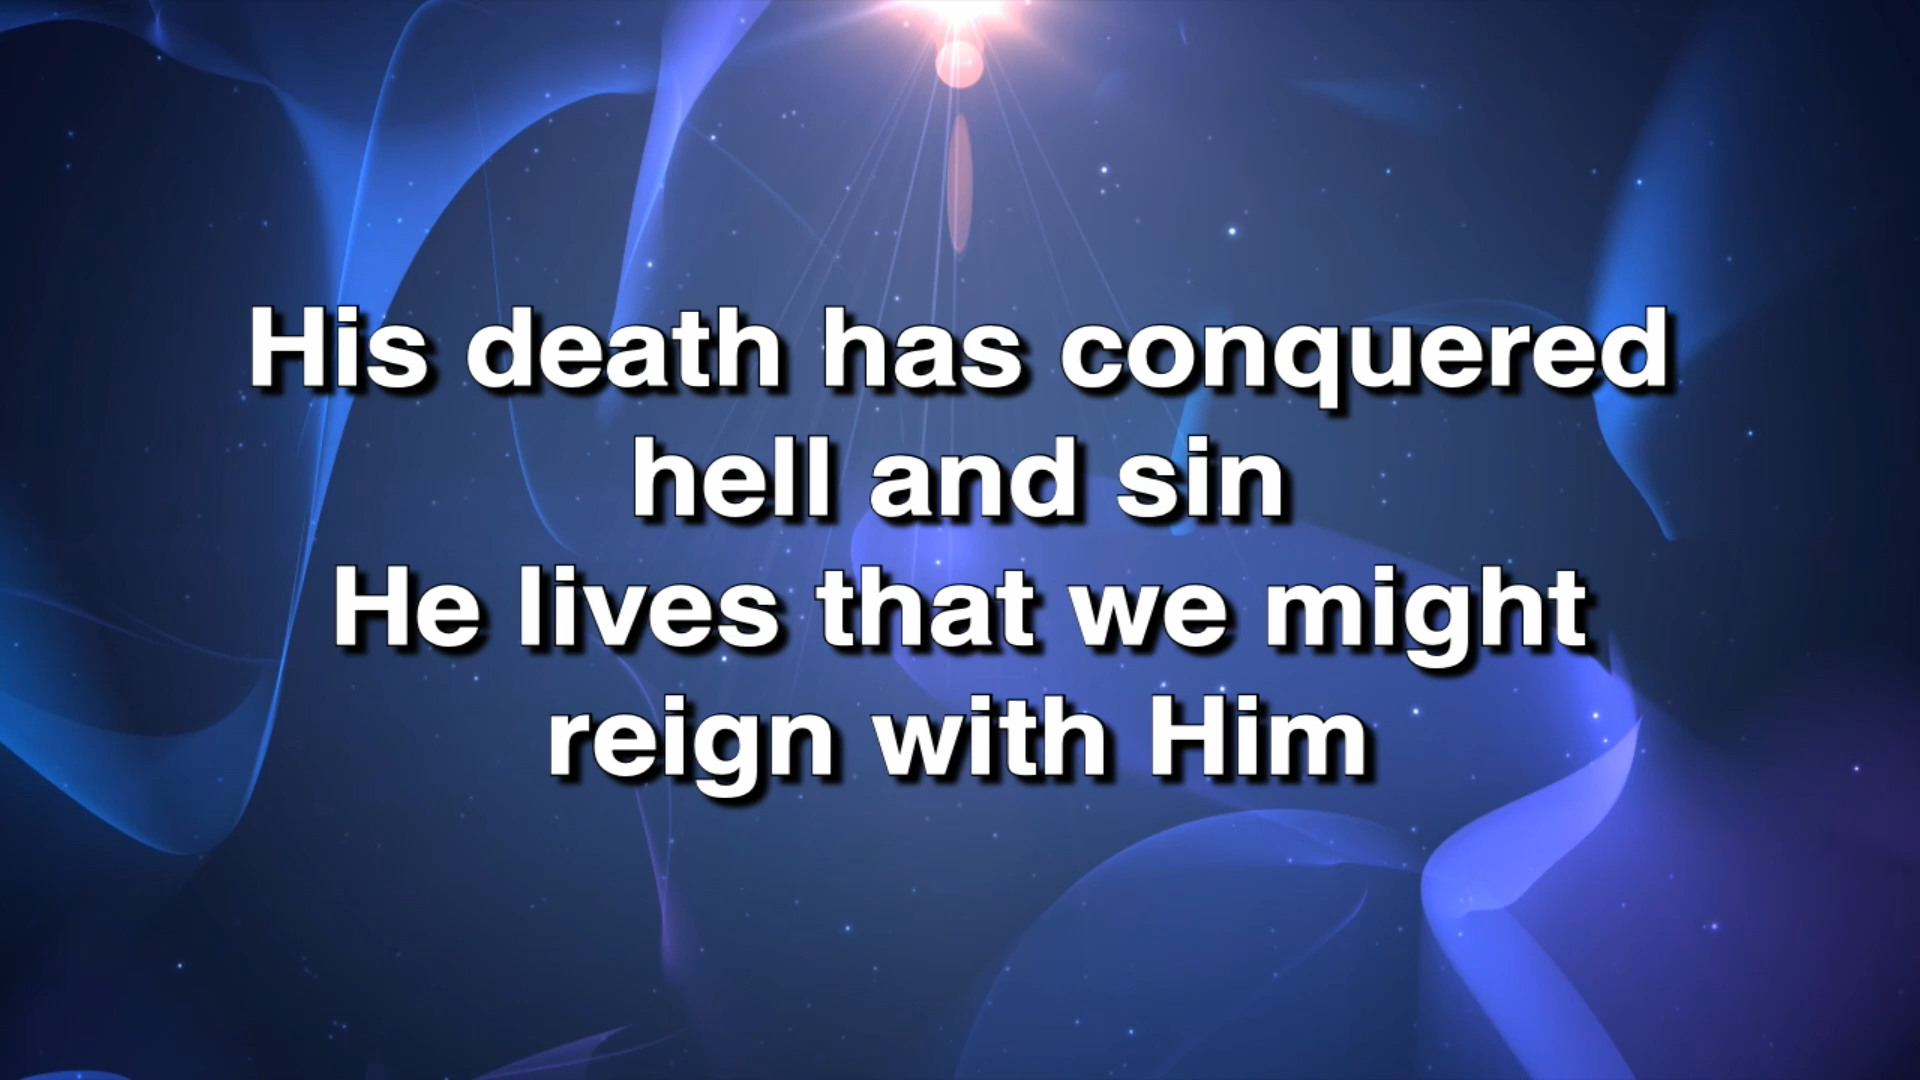 His death has conquered
hell and sin
He lives that we might
reign with Him